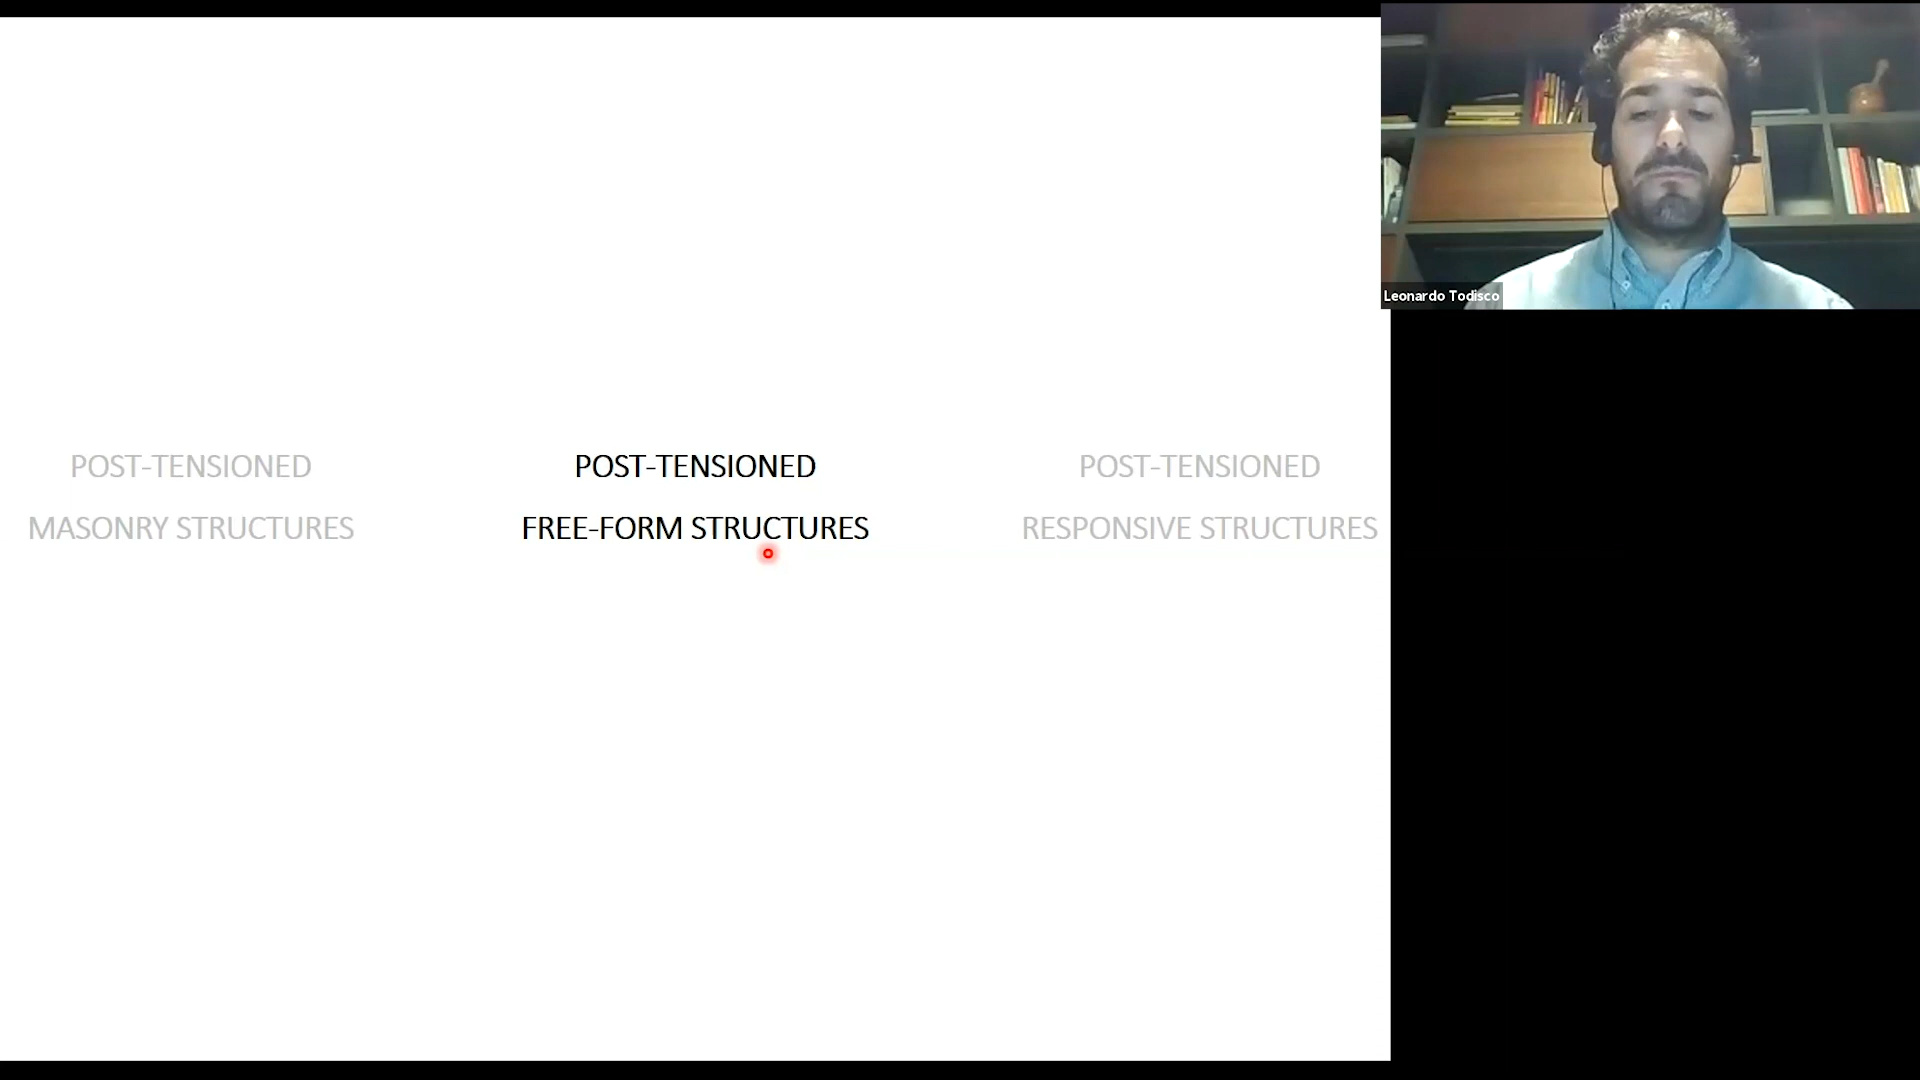 POST-TENSIONED
MASONRY STRUCTURES
POST-TENSIONED
FREE-FORM STRUCTURES
POST-TENSIONED
RESPONSIVE STRUCTURES
Leonardo Todisco